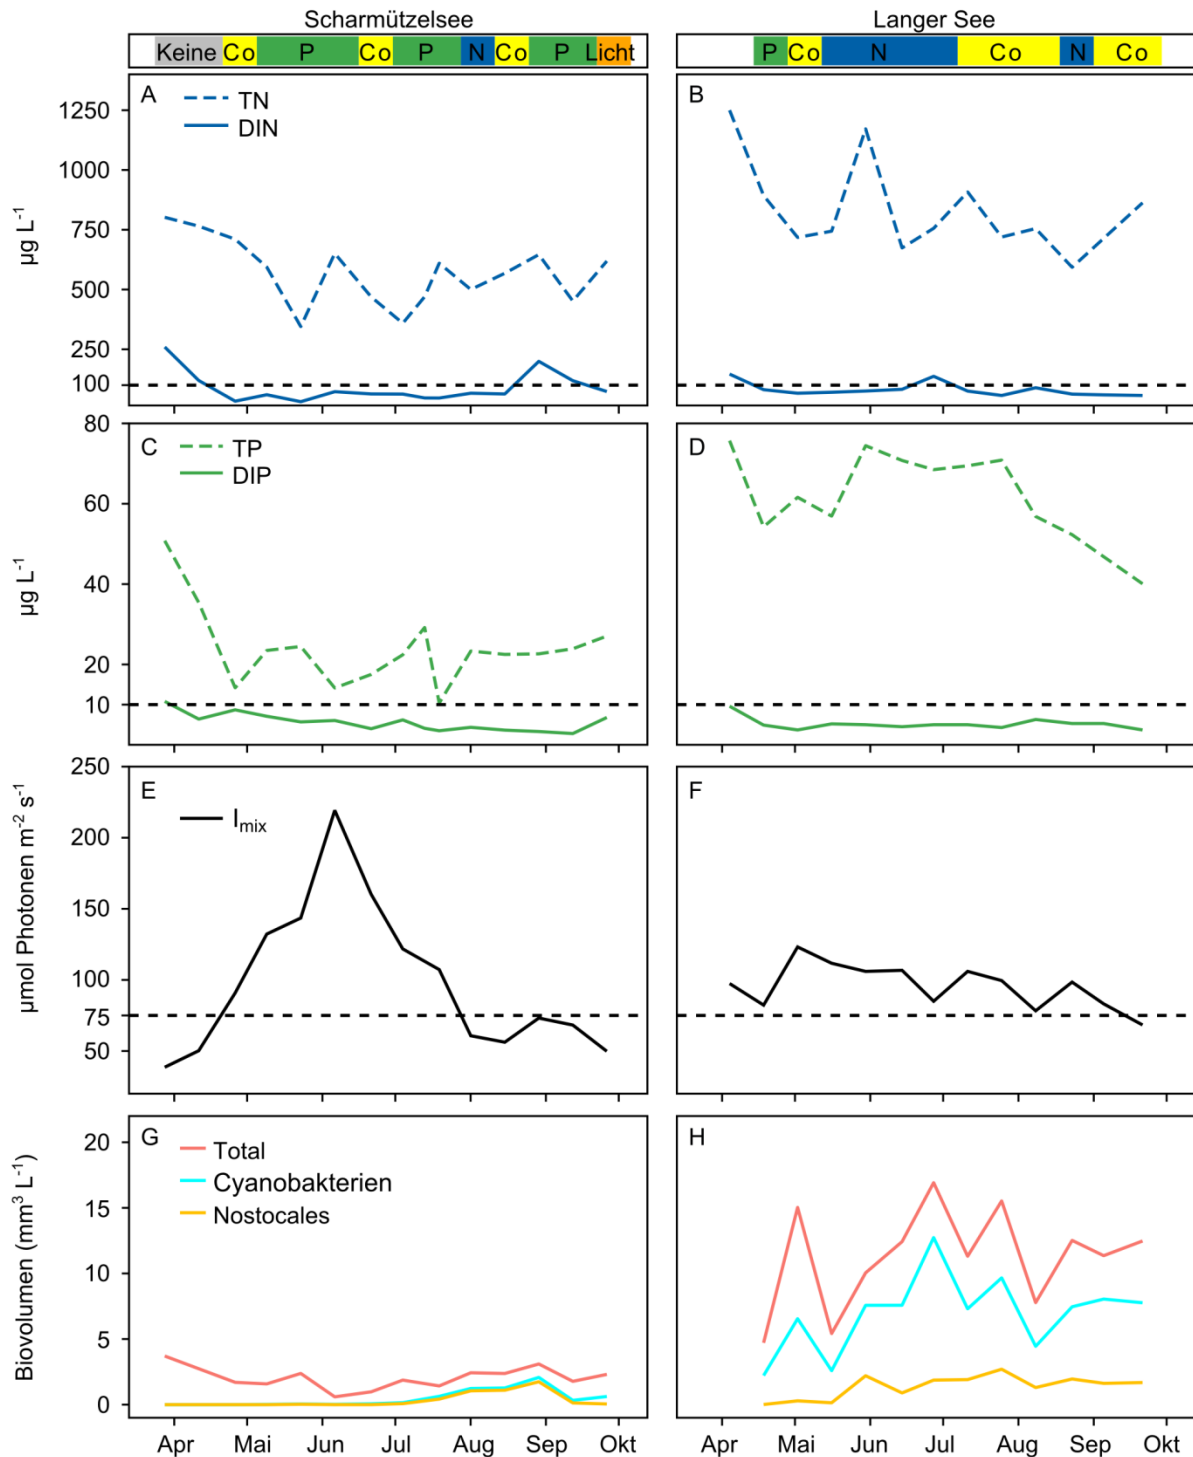 Scharmützelsee Langer See
Keine Co P Co P N Co P Licht P Co N Co N Co
A TN B
DIN
1250
1000
750
500
250
100
µg L⁻¹
80
C TP D
DIP
60
40
20
10
µg L⁻¹
250
E I_mix F
200
150
100
75
50
µmol Photonen m⁻² s⁻¹
20
G Total H
Cyanobakterien
Nostocales
15
10
5
0
Biovolumen (mm³ L⁻¹)
Apr Mai Jun Jul Aug Sep Okt Apr Mai Jun Jul Aug Sep Okt